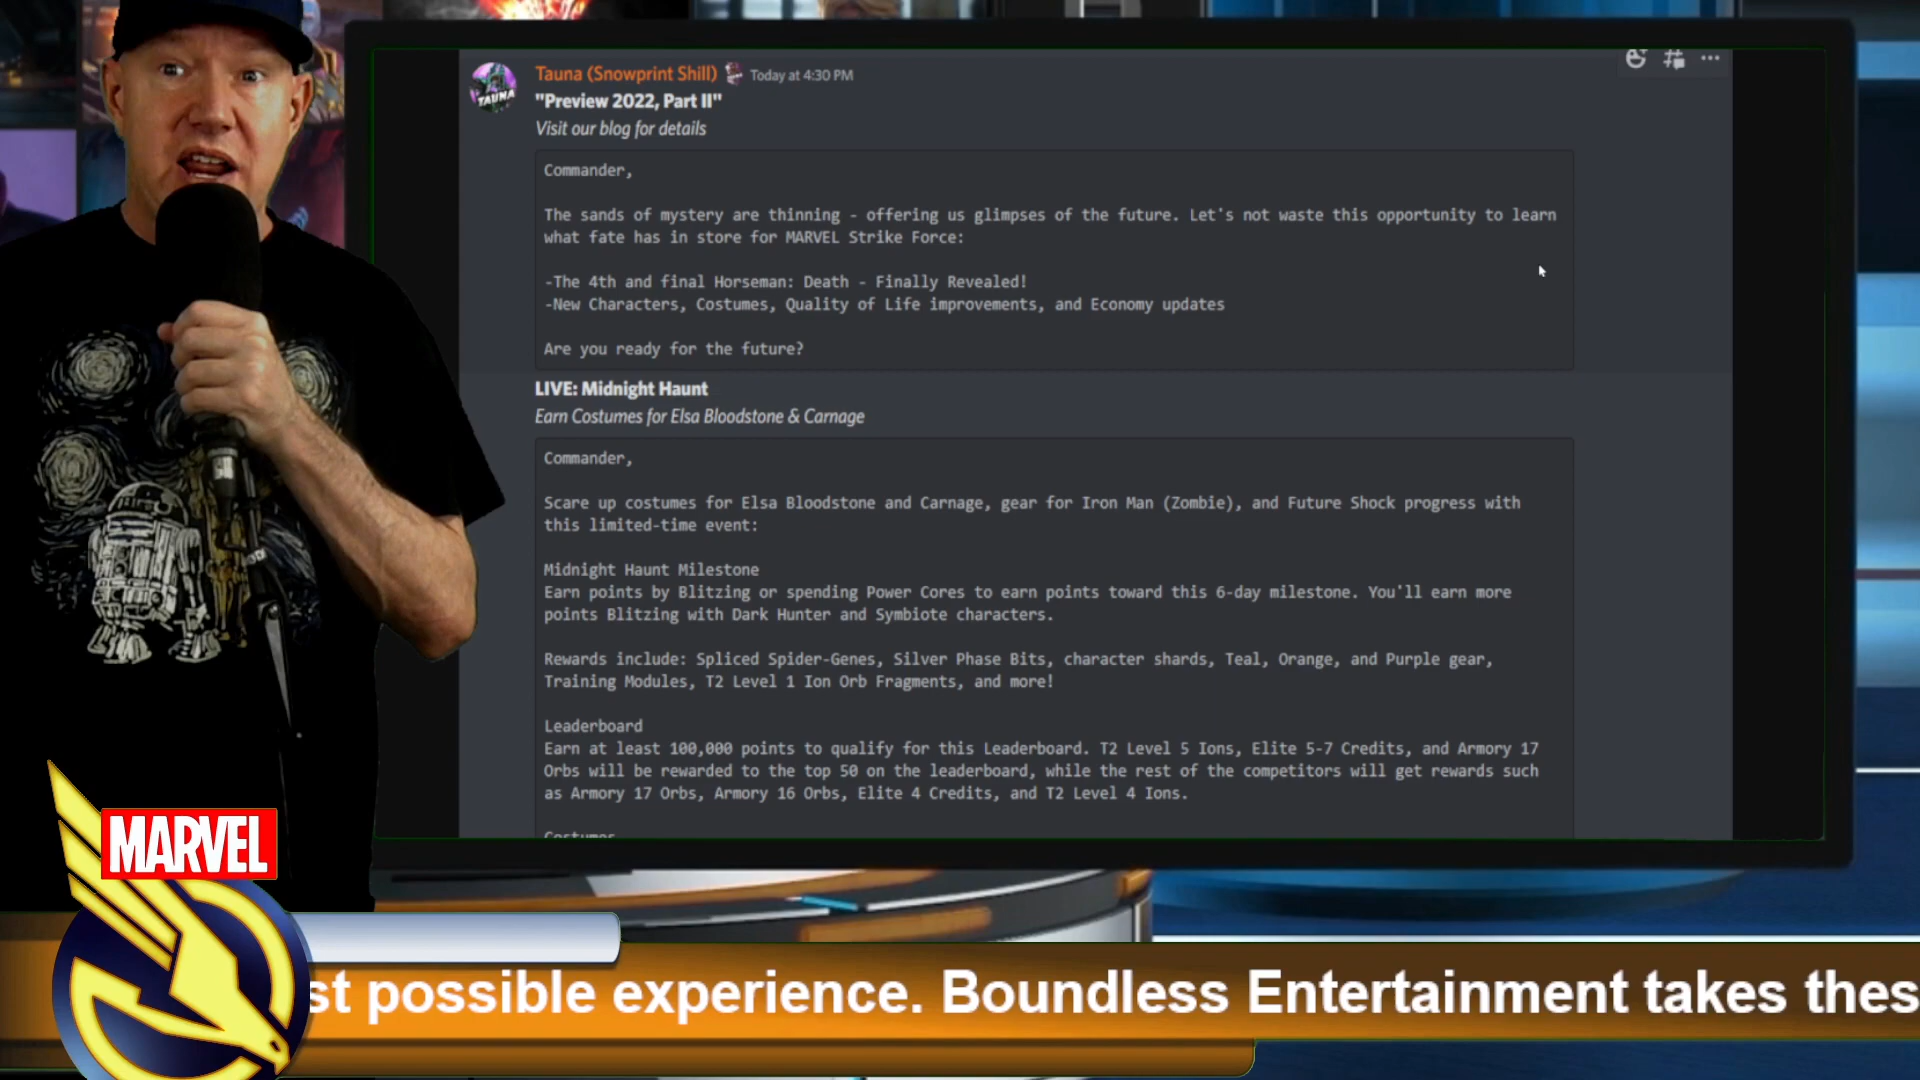 Tauna (Snowprint Shill) Today at 4:30 PM
"Preview 2022, Part II"
Visit our blog for details
Commander,
The sands of mystery are thinning - offering us glimpses of the future. Let's not waste this opportunity to learn
what fate has in store for MARVEL Strike Force:
-The 4th and final Horseman: Death - Finally Revealed!
-New Characters, Costumes, Quality of Life improvements, and Economy updates
Are you ready for the future?
LIVE: Midnight Haunt
Earn Costumes for Elsa Bloodstone & Carnage
Commander,
Scare up costumes for Elsa Bloodstone and Carnage, gear for Iron Man (Zombie), and Future Shock progress with
this limited-time event:
Midnight Haunt Milestone
Earn points by Blitzing or spending Power Cores to earn points toward this 6-day milestone. You'll earn more
points Blitzing with Dark Hunter and Symbiote characters.
Rewards include: Spliced Spider-Genes, Silver Phase Bits, character shards, Teal, Orange, and Purple gear,
Training Modules, T2 Level 1 Ion Orb Fragments, and more!
Leaderboard
Earn at least 100,000 points to qualify for this Leaderboard. T2 Level 5 Ions, Elite 5-7 Credits, and Armory 17
Orbs will be rewarded to the top 50 on the leaderboard, while the rest of the competitors will get rewards such
as Armory 17 Orbs, Armory 16 Orbs, Elite 4 Credits, and T2 Level 4 Ions.
Costumes
TAUNA
MARVEL
st possible experience. Boundless Entertainment takes thes